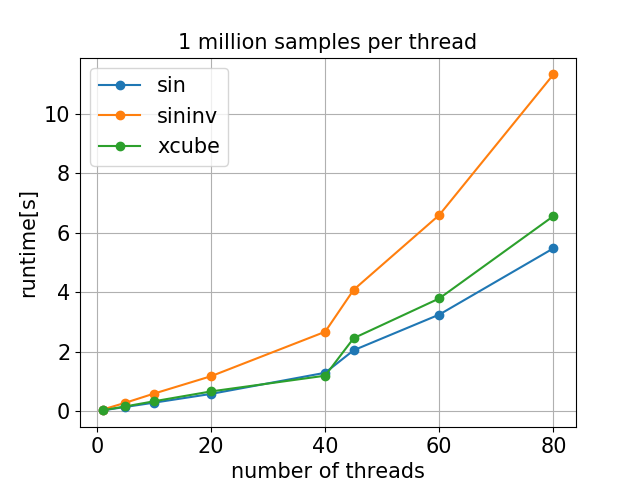 1 million samples per thread
sin
sininv
xcube
runtime[s]
10
8
6
4
2
0
0 20 40 60 80
number of threads